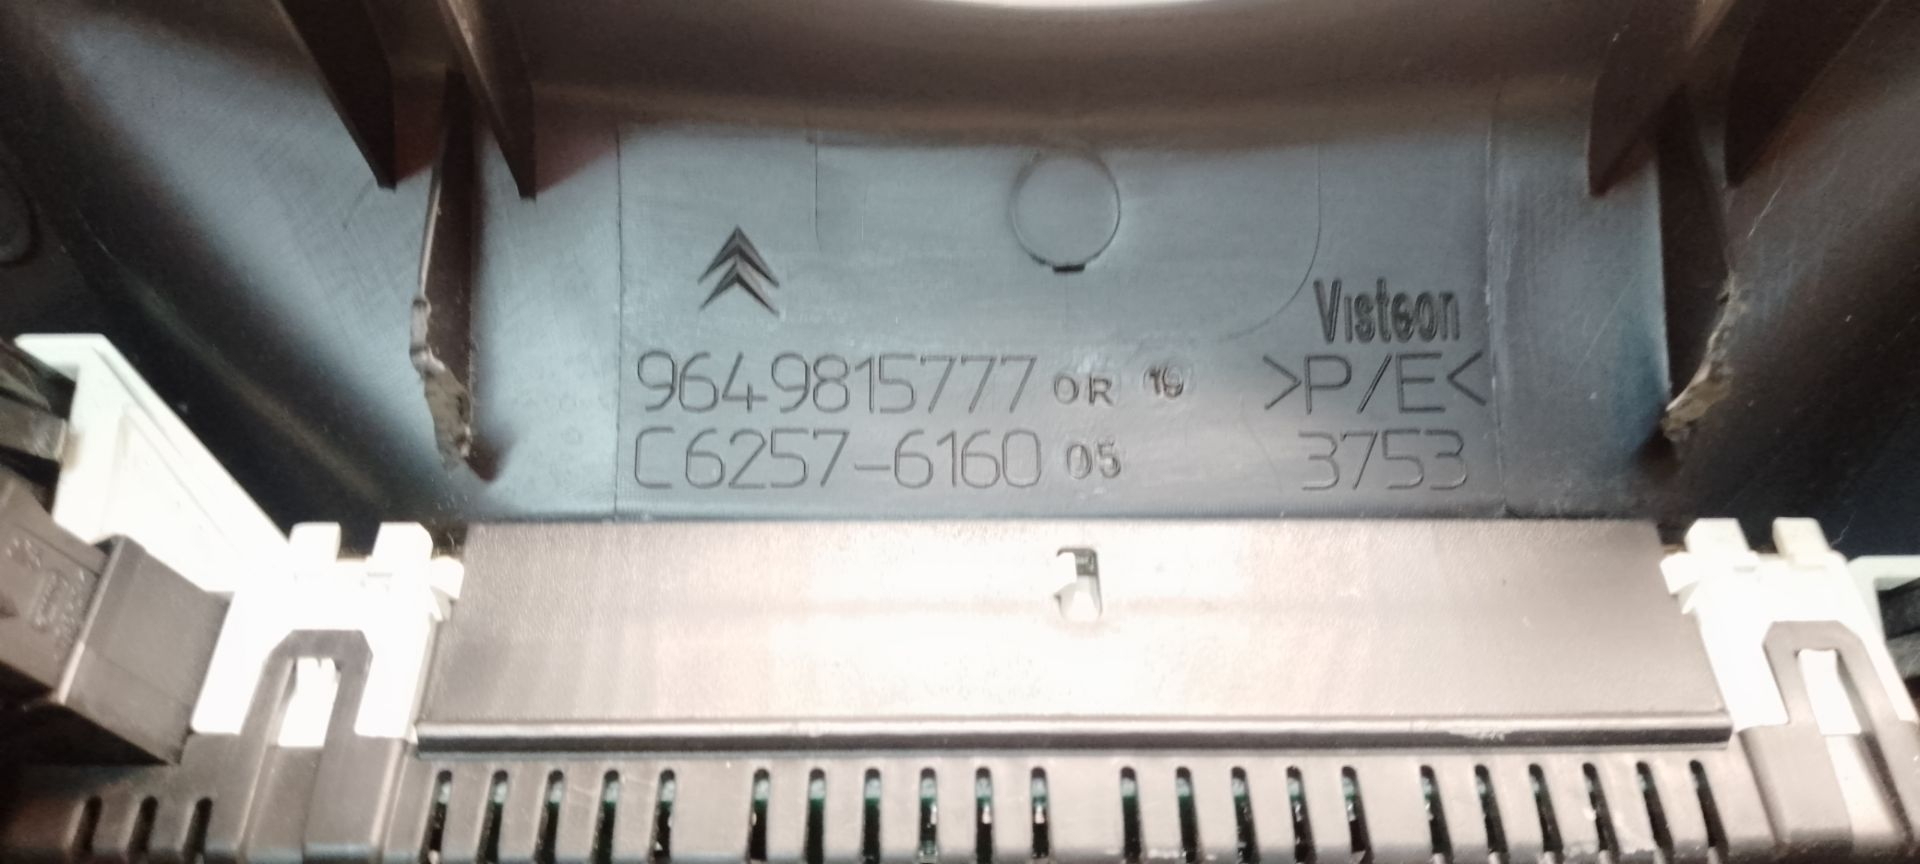 Visteon
9649815777 OR 19 >P/E<
C6257-6160 05 3753